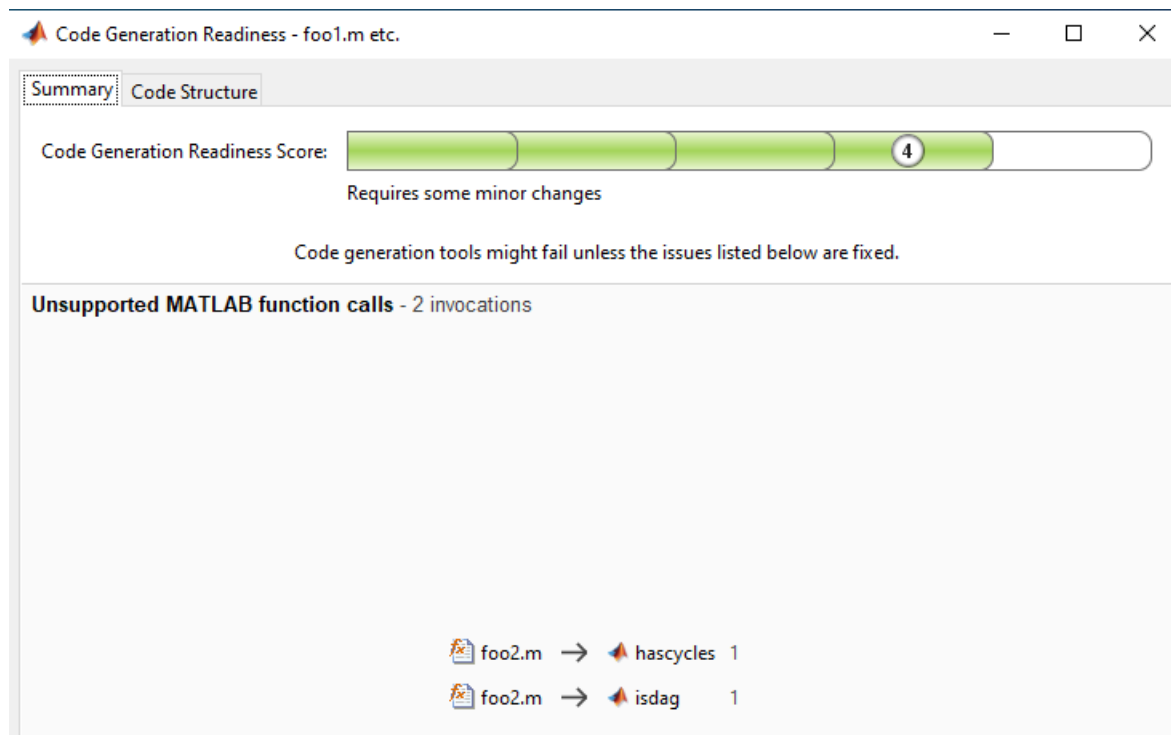 Code Generation Readiness - foo1.m etc.
Summary Code Structure
Code Generation Readiness Score: 4
Requires some minor changes
Code generation tools might fail unless the issues listed below are fixed.
Unsupported MATLAB function calls - 2 invocations
foo2.m → hascycles 1
foo2.m → isdag 1